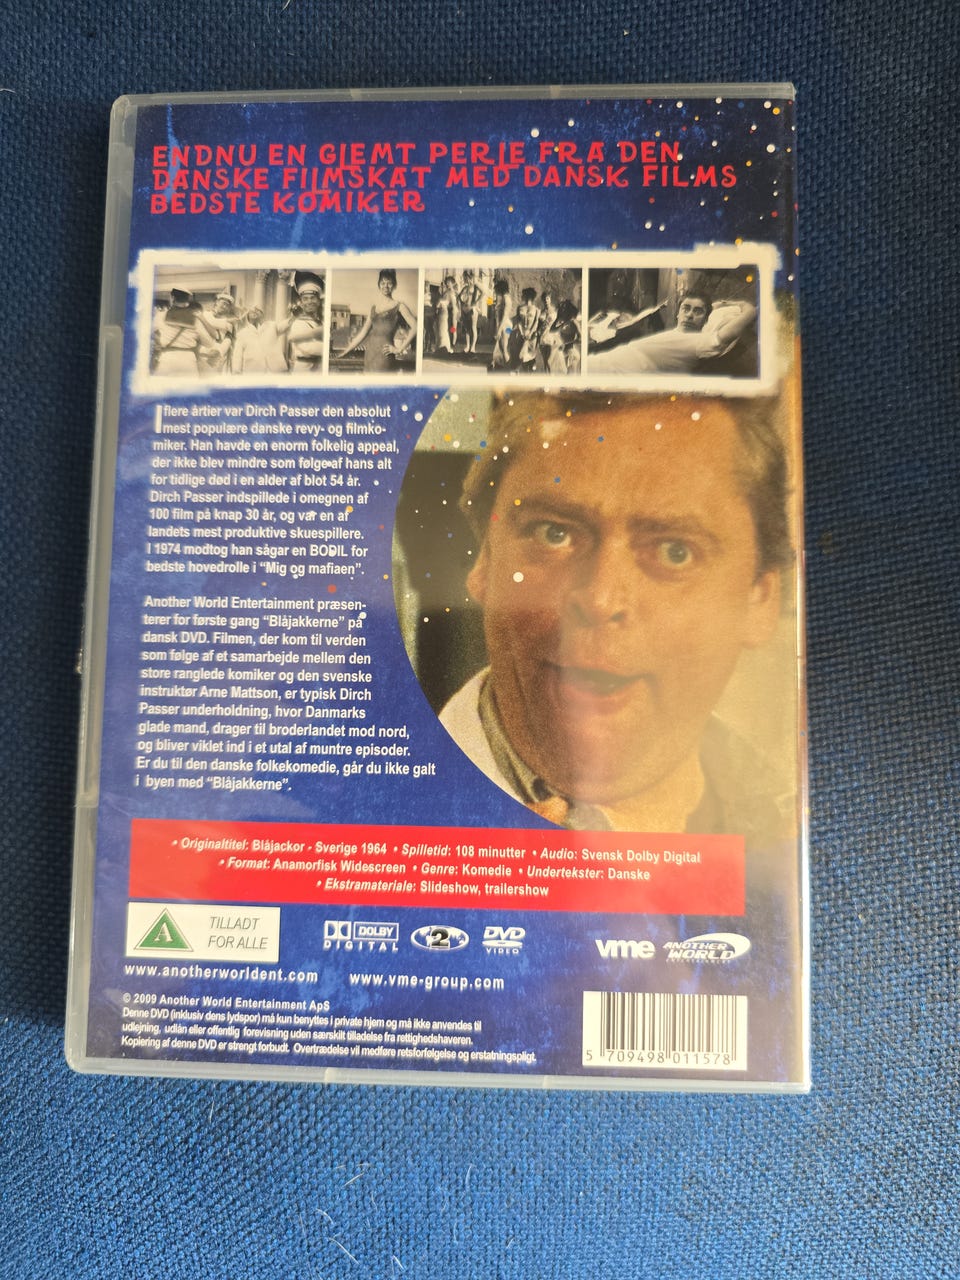 ENDNU EN GJEMT PERLE FRA DEN
DANSKE FILMSKAT MED DANSK FILMS
BEDSTE KOMIKER
I flere årtier var Dirch Passer den absolut
mest populære danske revy- og filmko-
miker. Han havde en enorm folkelig appeal,
der ikke blev mindre som følge af hans alt
for tidlige død i en alder af blot 54 år.
Dirch Passer indspillede i omegnen af
100 film på knap 30 år, og var en af
landets mest produktive skuespillere.
I 1974 modtog han sågar en BODIL for
bedste hovedrolle i "Mig og mafiaen".
Another World Entertainment præsen-
terer for første gang "Blåjakkerne" på
dansk DVD. Filmen, der kom til verden
som følge af et samarbejde mellem den
store ranglede komiker og den svenske
instruktør Arne Mattson, er typisk Dirch
Passer underholdning, hvor Danmarks
glade mand, drager til broderlandet mod nord,
og bliver viklet ind i et utal af muntre episoder.
Er du til den danske folkekomedie, går du ikke galt
i byen med "Blåjakkerne".
• Originaltitel: Blåjackor - Sverige 1964 • Spilletid: 108 minutter • Audio: Svensk Dolby Digital
• Format: Anamorfisk Widescreen • Genre: Komedie • Undertekster: Danske
• Ekstramateriale: Slideshow, trailershow
A TILLADT
FOR ALLE
DOLBY
DIGITAL
2
DVD
VIDEO
vme
ANOTHER
WORLD
ENTERTAINMENT
www.anotherworldent.com
www.vme-group.com
© 2009 Another World Entertainment ApS
Denne DVD (inklusiv dens lydspor) må kun benyttes i private hjem og må ikke anvendes til
udlejning, udlån eller offentlig forevisning uden særskilt tilladelse fra rettighedshaveren.
Kopiering af denne DVD er strengt forbudt. Overtrædelse vil medføre retsforfølgelse og erstatningspligt.
5 709498 011578